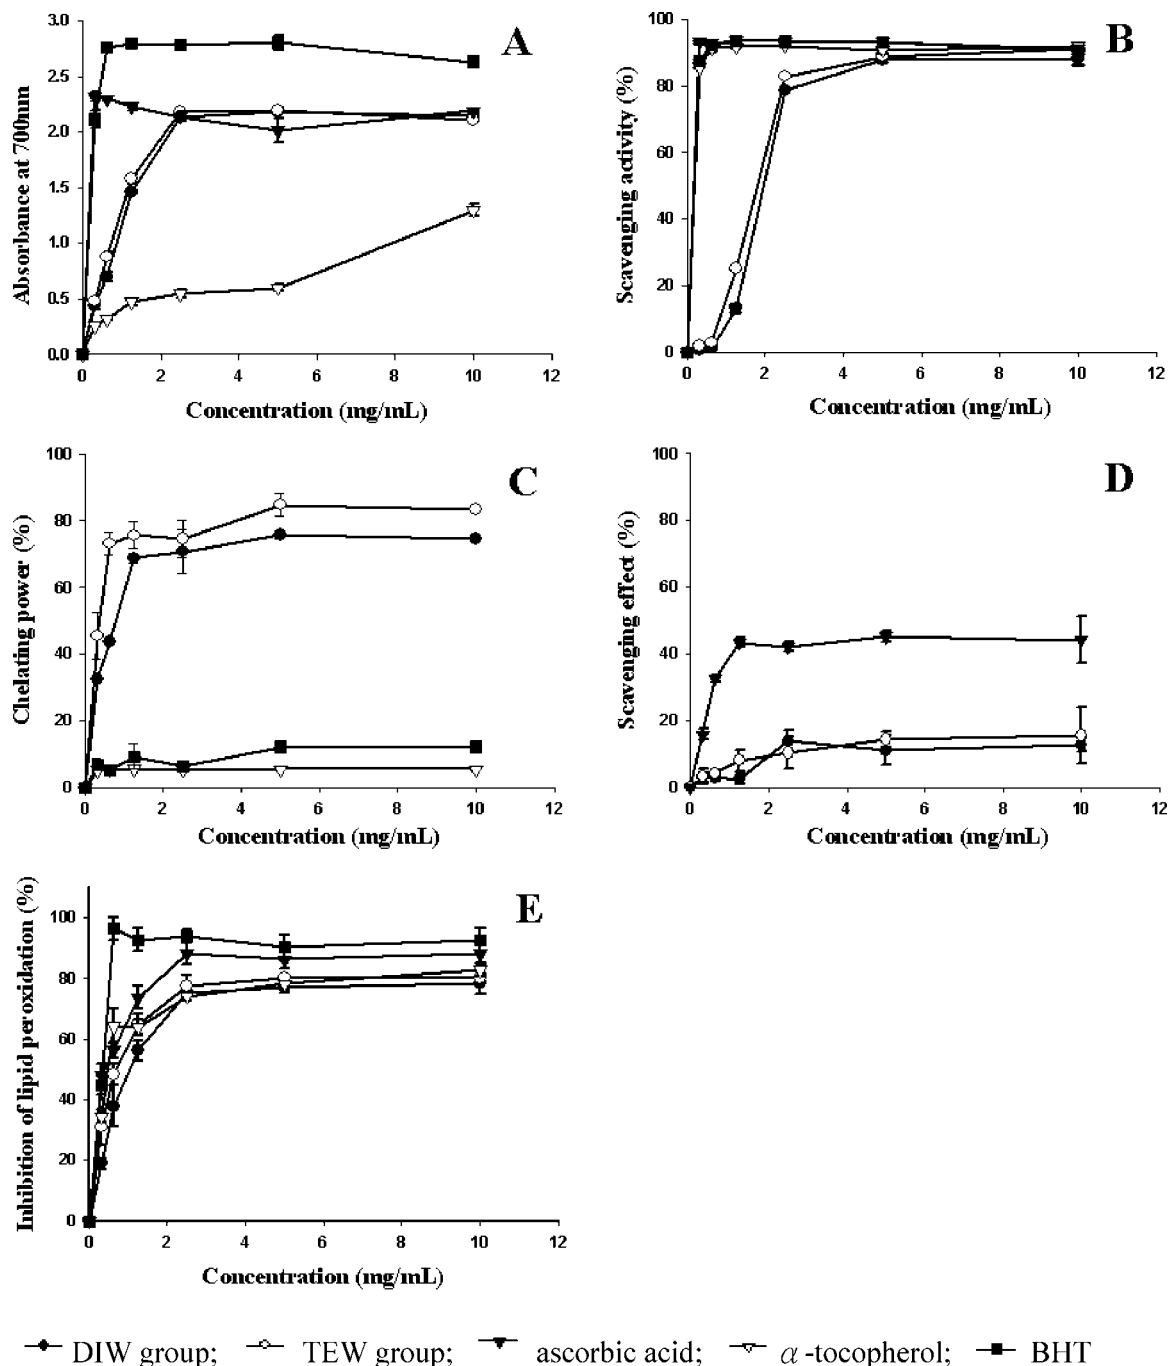 A
Absorbance at 700nm
3.0
2.5
2.0
1.5
1.0
0.5
0.0
0 2 4 6 8 10 12
Concentration (mg/mL)
B
Scavenging activity (%)
100
80
60
40
20
0
0 2 4 6 8 10 12
Concentration (mg/mL)
C
Chelating power (%)
100
80
60
40
20
0
0 2 4 6 8 10 12
Concentration (mg/mL)
D
Scavenging effect (%)
100
80
60
40
20
0
0 2 4 6 8 10 12
Concentration (mg/mL)
E
Inhibition of lipid peroxidation (%)
100
80
60
40
20
0
0 2 4 6 8 10 12
Concentration (mg/mL)
DIW group; TEW group; ascorbic acid; α-tocopherol; BHT